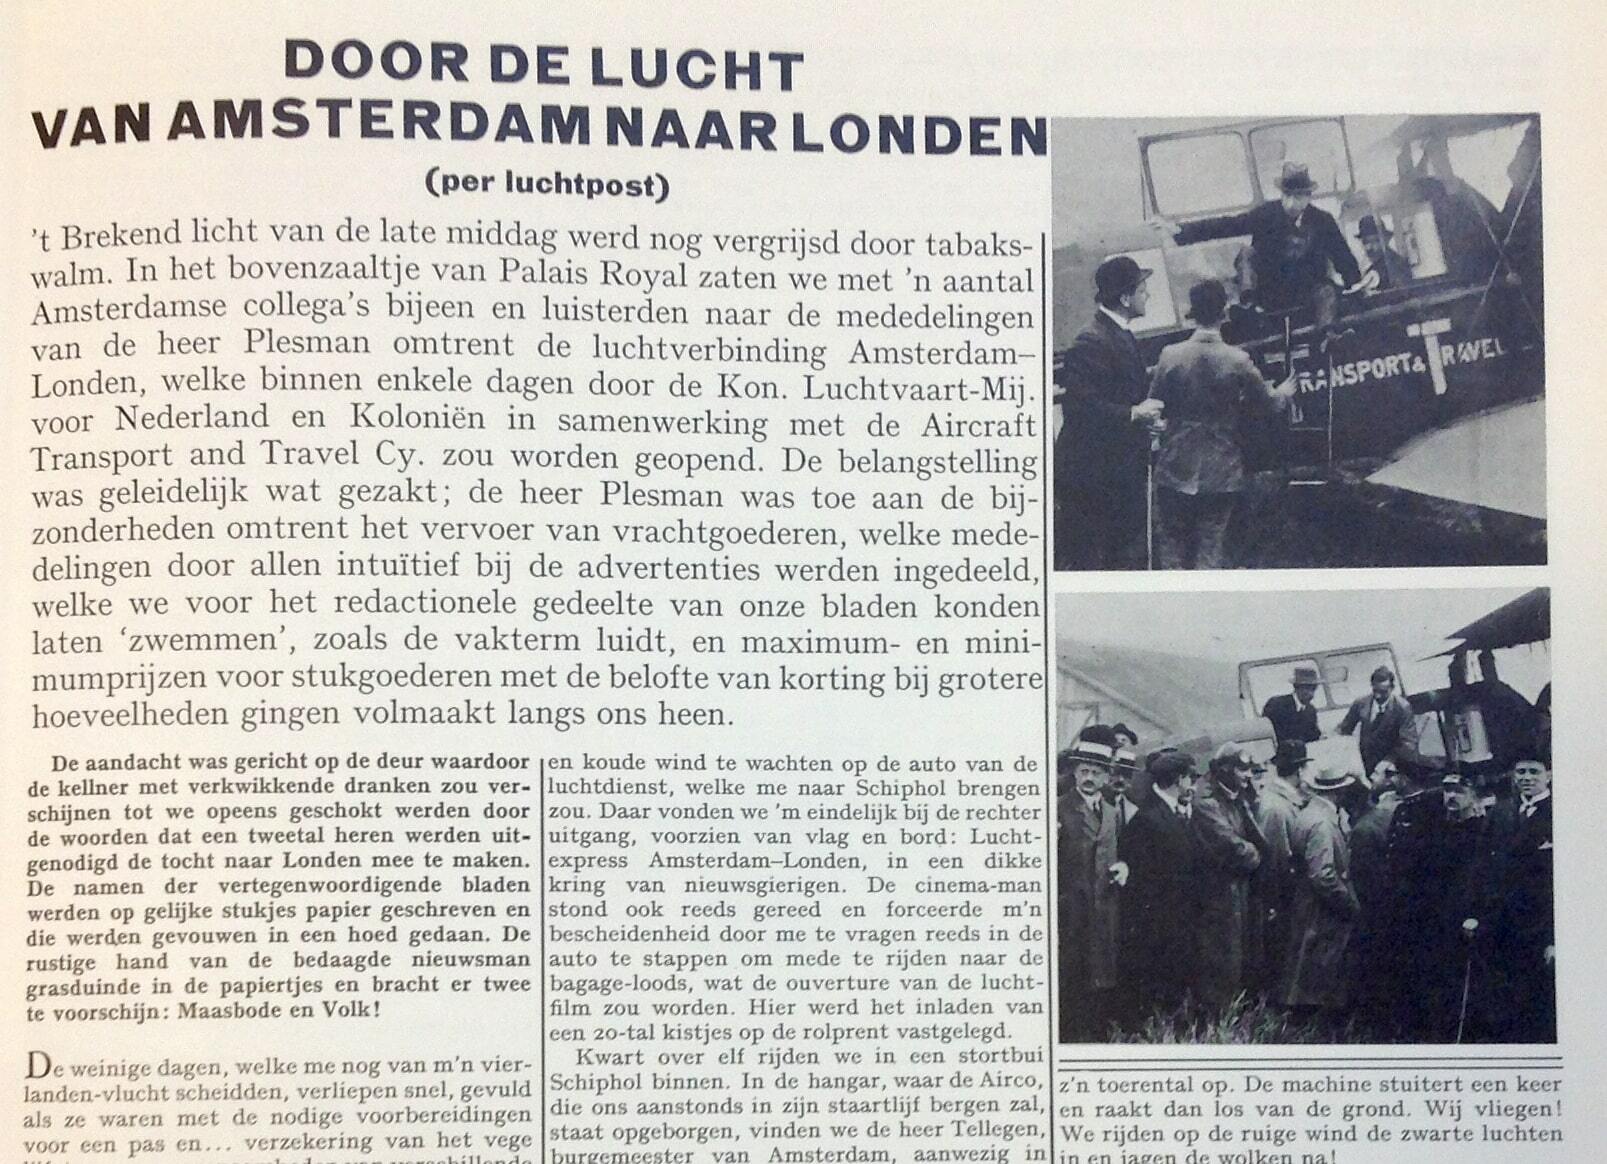 DOOR DE LUCHT
VAN AMSTERDAM NAAR LONDEN
(per luchtpost)
’t Brekend licht van de late middag werd nog vergrijsd door tabaks-
walm. In het bovenzaaltje van Palais Royal zaten we met ’n aantal
Amsterdamse collega’s bijeen en luisterden naar de mededelingen
van de heer Plesman omtrent de luchtverbinding Amsterdam–
Londen, welke binnen enkele dagen door de Kon. Luchtvaart-Mij.
voor Nederland en Koloniën in samenwerking met de Aircraft
Transport and Travel Cy. zou worden geopend. De belangstelling
was geleidelijk wat gezakt; de heer Plesman was toe aan de bij-
zonderheden omtrent het vervoer van vrachtgoederen, welke mede-
delingen door allen intuïtief bij de advertenties werden ingedeeld,
welke we voor het redactionele gedeelte van onze bladen konden
laten ‘zwemmen’, zoals de vakterm luidt, en maximum- en mini-
mumprijzen voor stukgoederen met de belofte van korting bij grotere
hoeveelheden gingen volmaakt langs ons heen.
De aandacht was gericht op de deur waardoor
de kellner met verkwikkende dranken zou ver-
schijnen tot we opeens geschokt werden door
de woorden dat een tweetal heren werden uit-
genodigd de tocht naar Londen mee te maken.
De namen der vertegenwoordigende bladen
werden op gelijke stukjes papier geschreven en
die werden gevouwen in een hoed gedaan. De
rustige hand van de bedaagde nieuwsman
grasduinde in de papiertjes en bracht er twee
te voorschijn: Maasbode en Volk!
De weinige dagen, welke me nog van m’n vier-
landen-vlucht scheidden, verliepen snel, gevuld
als ze waren met de nodige voorbereidingen
voor een pas en... verzekering van het vege
en koude wind te wachten op de auto van de
luchtdienst, welke me naar Schiphol brengen
zou. Daar vonden we ’m eindelijk bij de rechter
uitgang, voorzien van vlag en bord: Lucht-
express Amsterdam–Londen, in een dikke
kring van nieuwsgierigen. De cinema-man
stond ook reeds gereed en forceerde m’n
bescheidenheid door me te vragen reeds in de
auto te stappen om mede te rijden naar de
bagage-loods, wat de ouverture van de lucht-
film zou worden. Hier werd het inladen van
een 20-tal kistjes op de rolprent vastgelegd.
Kwart over elf rijden we in een stortbui
Schiphol binnen. In de hangar, waar de Airco,
die ons aanstonds in zijn staartlijf bergen zal,
staat opgeborgen, vinden we de heer Tellegen,
burgemeester van Amsterdam, aanwezig in
TRANSPORT & TRAVEL
z’n toerental op. De machine stuitert een keer
en raakt dan los van de grond. Wij vliegen!
We rijden op de ruige wind de zwarte luchten
in en jagen de wolken na!